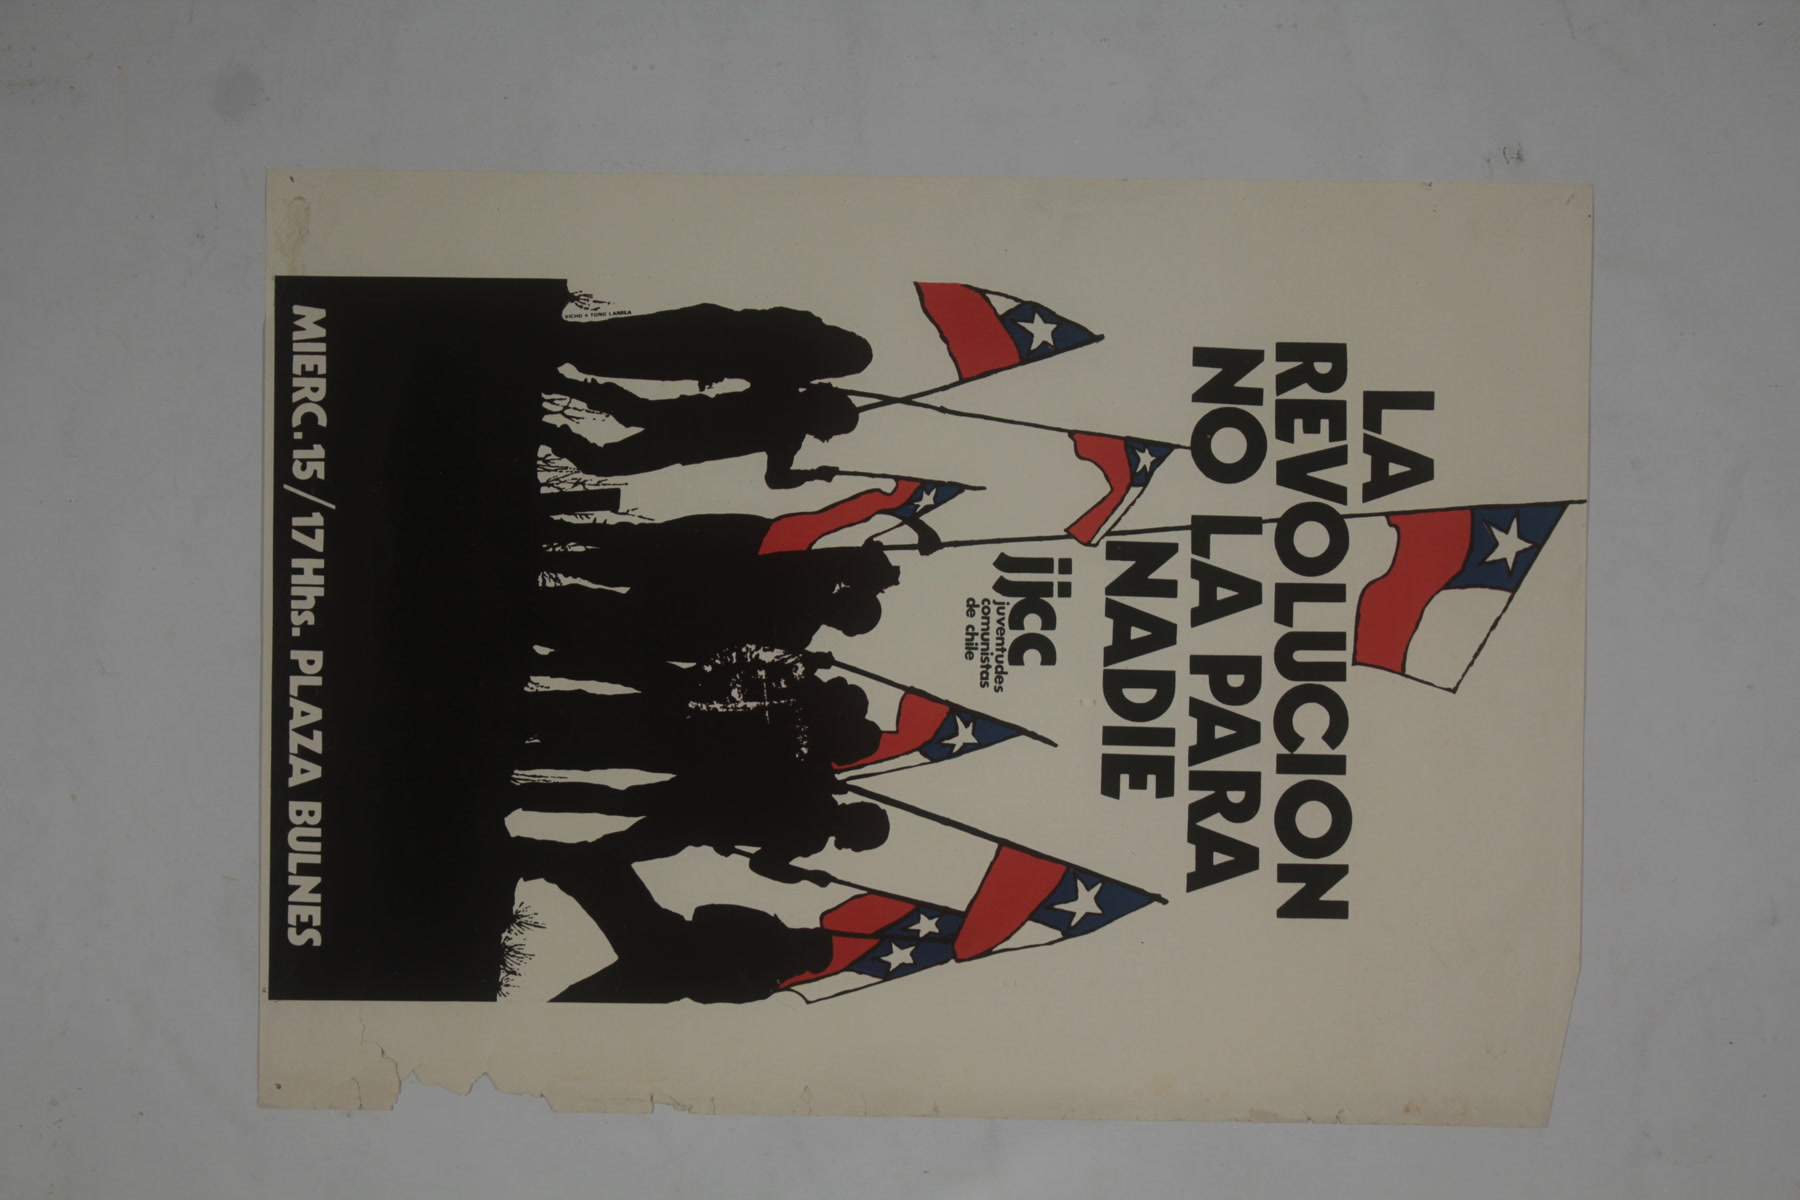 LA
REVOLUCION
NO LA PARA
NADIE
jjcc
juventudes
comunistas
de chile
VICHO + TOÑO LARREA
MIERC.15/17 Hhs. PLAZA BULNES